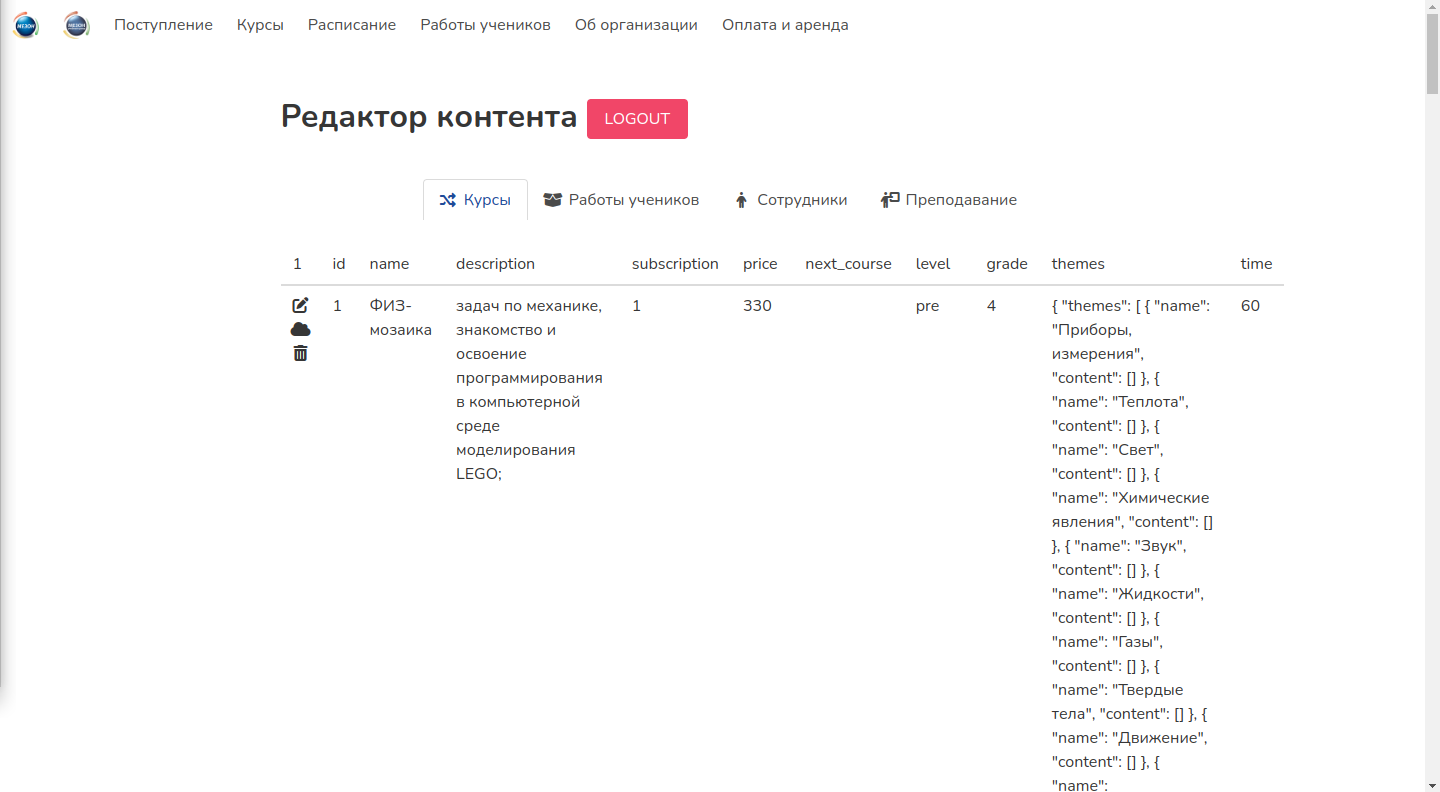 МЕЗОН МЕЗОН Поступление Курсы Расписание Работы учеников Об организации Оплата и аренда
Редактор контента LOGOUT
Курсы Работы учеников Сотрудники Преподавание
1 id name description subscription price next_course level grade themes time
1 ФИЗ- задач по механике, 1 330 pre 4 { "themes": [ { "name": 60
мозаика знакомство и "Приборы,
освоение измерения",
программирования "content": [] }, {
в компьютерной "name": "Теплота",
среде "content": [] }, {
моделирования "name": "Свет",
LEGO; "content": [] }, {
"name": "Химические
явления", "content": []
}, { "name": "Звук",
"content": [] }, {
"name": "Жидкости",
"content": [] }, {
"name": "Газы",
"content": [] }, {
"name": "Твердые
тела", "content": [] }, {
"name": "Движение",
"content": [] }, {
"name":